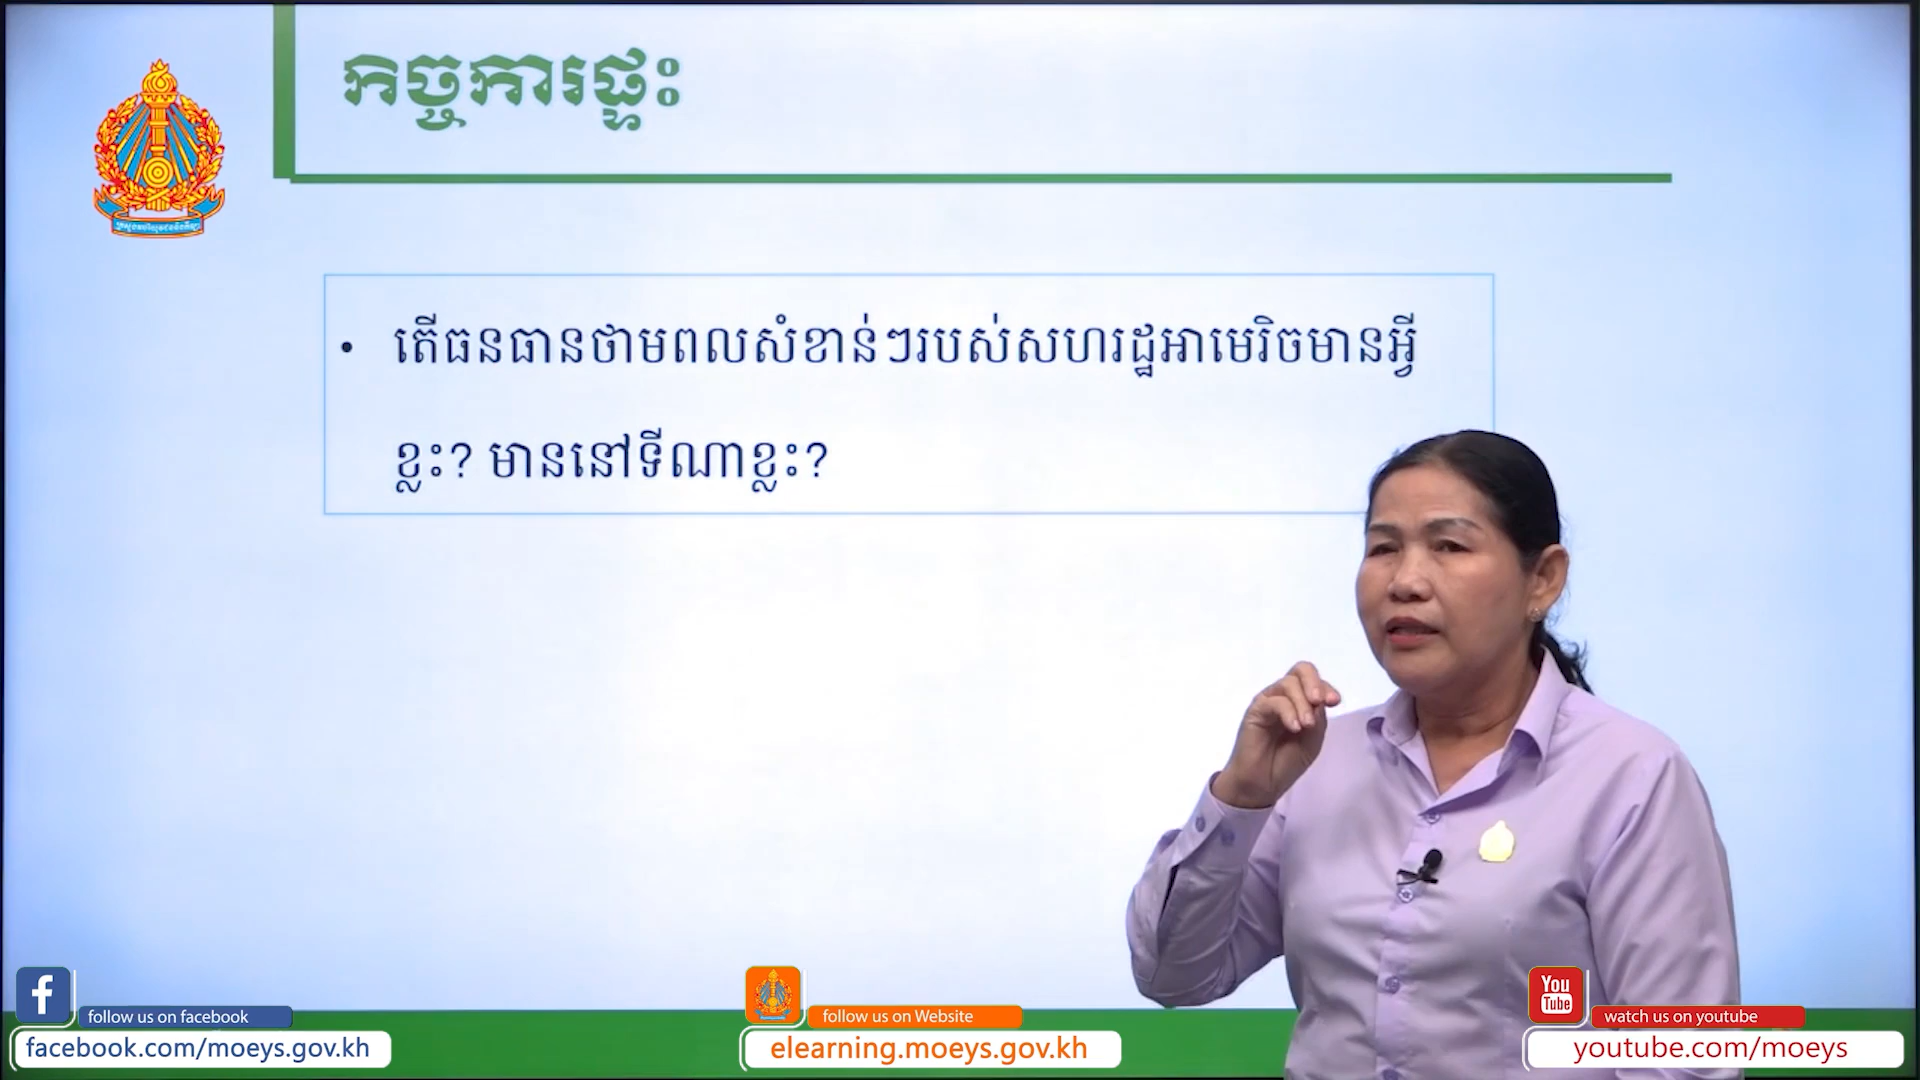 កិច្ចការផ្ទះ
• តើធនធានថាមពលសំខាន់ៗរបស់សហរដ្ឋអាមេរិចមានអ្វី
ខ្លះ? មាននៅទីណាខ្លះ?
follow us on facebook
facebook.com/moeys.gov.kh
follow us on Website
elearning.moeys.gov.kh
You
Tube
watch us on youtube
youtube.com/moeys